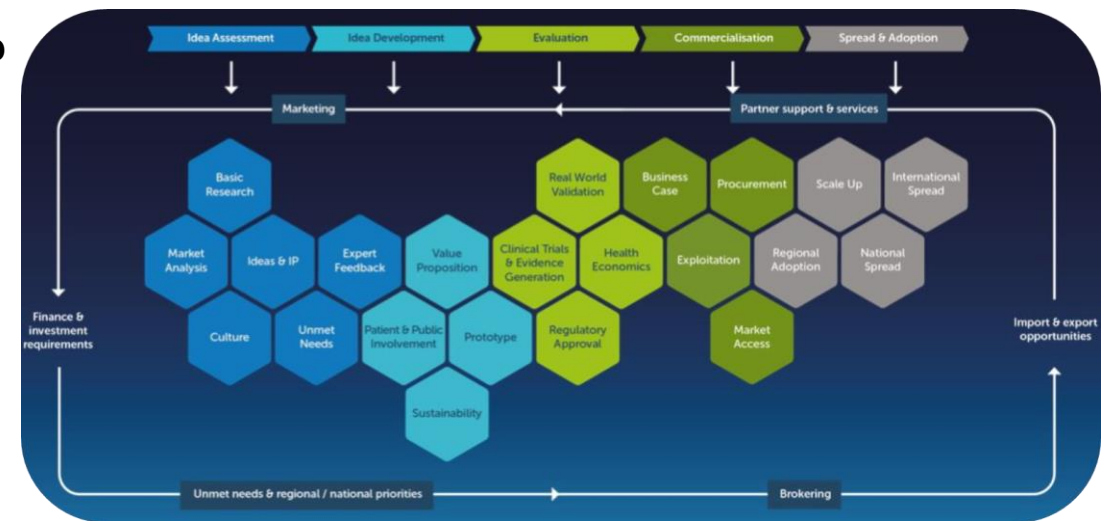 Idea Assessment
Idea Development
Evaluation
Commercialisation
Spread & Adoption
Marketing
Partner support & services
Basic
Research
Real World
Validation
Business
Case
Procurement
Scale Up
International
Spread
Market
Analysis
Ideas & IP
Expert
Feedback
Value
Proposition
Clinical Trials
& Evidence
Generation
Health
Economics
Exploitation
Regional
Adoption
National
Spread
Finance &
investment
requirements
Culture
Unmet
Needs
Patient & Public
Involvement
Prototype
Regulatory
Approval
Market
Access
Import & export
opportunities
Sustainability
Unmet needs & regional / national priorities
Brokering